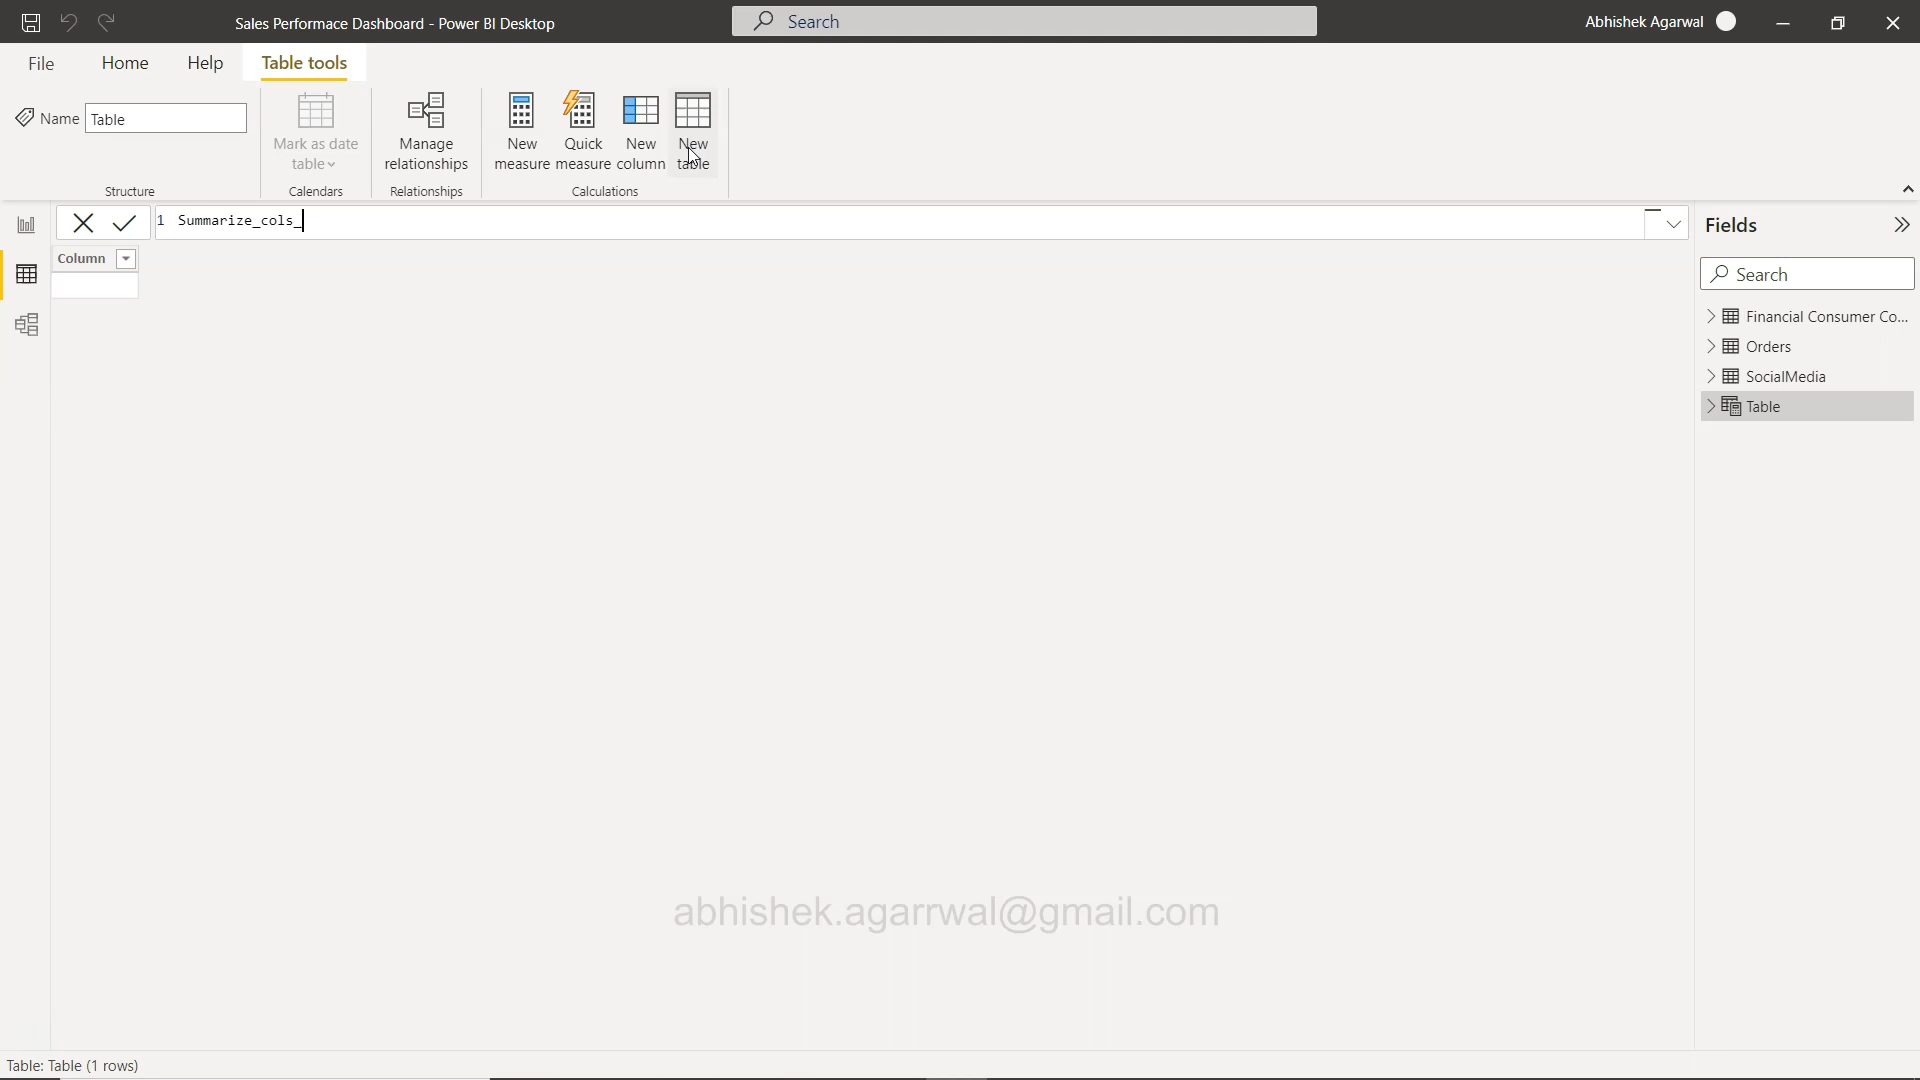 Sales Performace Dashboard - Power BI Desktop
Search
Abhishek Agarwal
File
Home
Help
Table tools
Name
Table
Mark as date
table
Manage
relationships
New
measure
Quick
measure
New
column
New
table
Structure
Calendars
Relationships
Calculations
1 Summarize_cols_
Fields
Column
Search
Financial Consumer Co...
Orders
SocialMedia
Table
abhishek.agarrwal@gmail.com
Table: Table (1 rows)